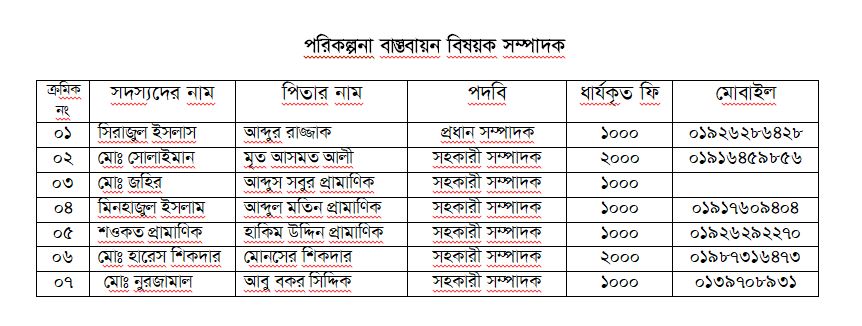 পরিকল্পনা বাস্তবায়ন বিষয়ক সম্পাদক
ক্রমিক নং সদস্যদের নাম পিতার নাম পদবি ধার্যকৃত ফি মোবাইল
০১ সিরাজুল ইসলাস আব্দুর রাজ্জাক প্রধান সম্পাদক ১০০০ ০১৯২৬২৮৬৪২৮
০২ মোঃ সোলাইমান মৃত আসমত আলী সহকারী সম্পাদক ২০০০ ০১৯১৬৪৫৯৮৫৬
০৩ মোঃ জহির আব্দুস সবুর প্রামাণিক সহকারী সম্পাদক ১০০০
০৪ মিনহাজুল ইসলাম আব্দুল মতিন প্রামাণিক সহকারী সম্পাদক ১০০০ ০১৯১৭৬০৯৪০৪
০৫ শওকত প্রামাণিক হাকিম উদ্দিন প্রামাণিক সহকারী সম্পাদক ১০০০ ০১৯২৬২৯২২৭০
০৬ মোঃ হারেস শিকদার মোনসের শিকদার সহকারী সম্পাদক ২০০০ ০১৯৮৭৩১৬৪৭৩
০৭ মোঃ নুরজামাল আবু বকর সিদ্দিক সহকারী সম্পাদক ১০০০ ০১৩৯৭০৮৯৩১